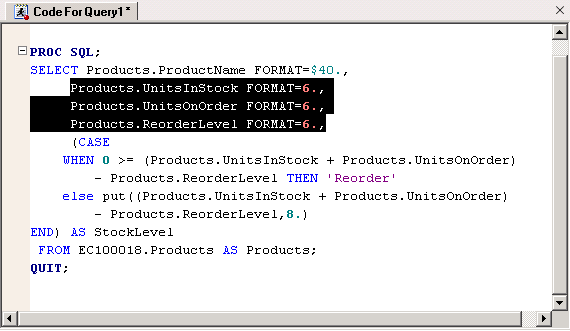 Code For Query1 *
PROC SQL;
SELECT Products.ProductName FORMAT=$40.,
Products.UnitsInStock FORMAT=6.,
Products.UnitsOnOrder FORMAT=6.,
Products.ReorderLevel FORMAT=6.,
(CASE
WHEN 0 >= (Products.UnitsInStock + Products.UnitsOnOrder)
- Products.ReorderLevel THEN 'Reorder'
else put((Products.UnitsInStock + Products.UnitsOnOrder)
- Products.ReorderLevel,8.)
END) AS StockLevel
FROM EC100018.Products AS Products;
QUIT;